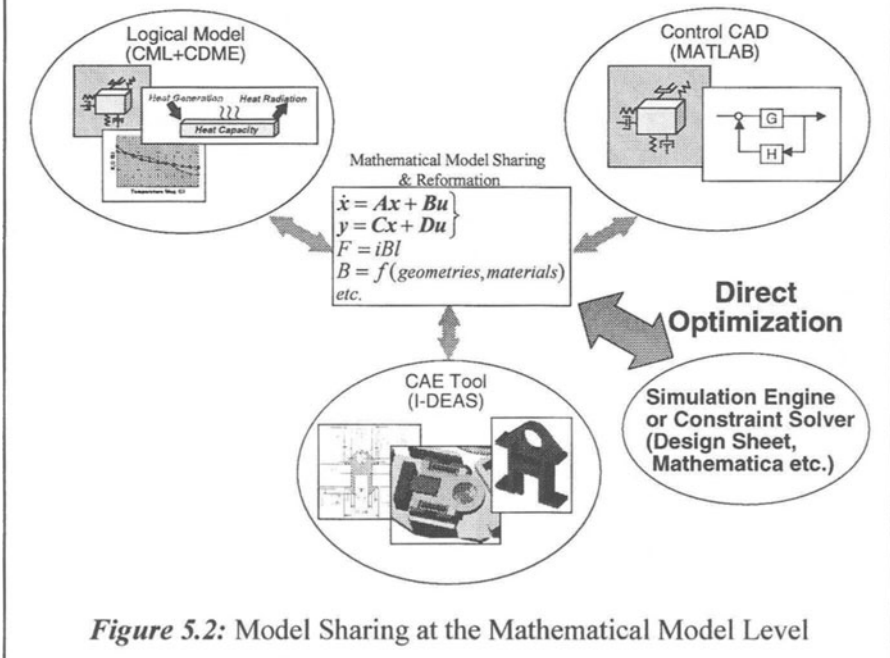 Logical Model
(CML+CDME)
Heat Generation
Heat Radiation
Heat Capacity
Control CAD
(MATLAB)
G
H
Mathematical Model Sharing
& Reformation
ẋ = Ax + Bu
y = Cx + Du
F = iBl
B = f(geometries, materials)
etc.
Direct
Optimization
CAE Tool
(I-DEAS)
Simulation Engine
or Constraint Solver
(Design Sheet,
Mathematica etc.)
Figure 5.2: Model Sharing at the Mathematical Model Level